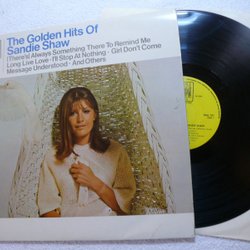 The Golden Hits Of
Sandie Shaw
(There's) Always Something There To Remind Me
Long Live Love · I'll Stop At Nothing · Girl Don't Come
Message Understood · And Others